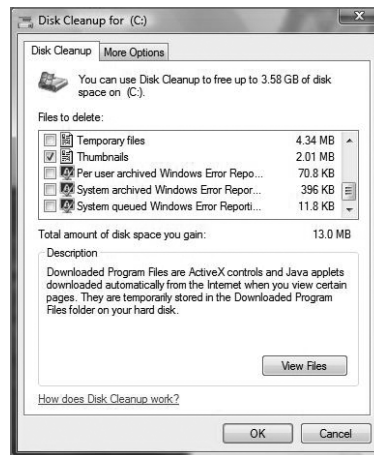 Disk Cleanup for (C:)
Disk Cleanup
More Options
You can use Disk Cleanup to free up to 3.58 GB of disk
space on (C:).
Files to delete:
Temporary files 4.34 MB
Thumbnails 2.01 MB
Per user archived Windows Error Repo... 70.8 KB
System archived Windows Error Repor... 396 KB
System queued Windows Error Reporti... 11.8 KB
Total amount of disk space you gain: 13.0 MB
Description
Downloaded Program Files are ActiveX controls and Java applets
downloaded automatically from the Internet when you view certain
pages. They are temporarily stored in the Downloaded Program
Files folder on your hard disk.
View Files
How does Disk Cleanup work?
OK
Cancel